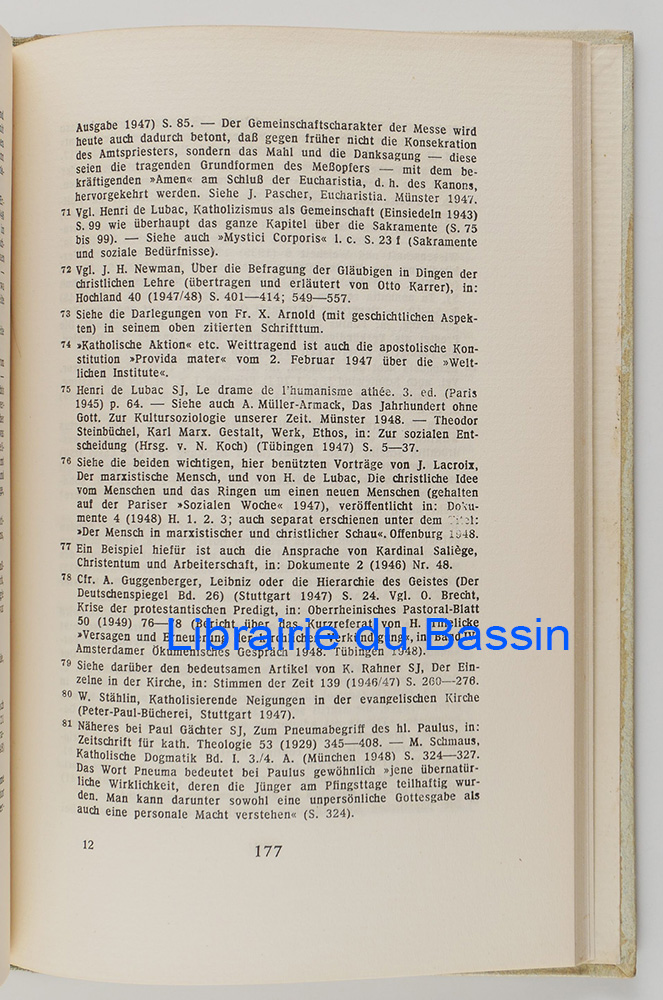 Ausgabe 1947) S. 85. — Der Gemeinschaftscharakter der Messe wird
heute auch dadurch betont, daß gegen früher nicht die Konsekration
des Amtspriesters, sondern das Mahl und die Danksagung — diese
seien die tragenden Grundformen des Meßopfers — mit dem be-
kräftigenden »Amen« am Schluß der Eucharistia, d. h. des Kanons,
hervorgekehrt werden. Siehe J. Pascher, Eucharistia. Münster 1947.
71 Vgl. Henri de Lubac, Katholizismus als Gemeinschaft (Einsiedeln 1943)
S. 99 wie überhaupt das ganze Kapitel über die Sakramente (S. 75
bis 99). — Siehe auch »Mystici Corporis« l. c. S. 23 f (Sakramente
und soziale Bedürfnisse).
72 Vgl. J. H. Newman, Uber die Befragung der Gläubigen in Dingen der
christlichen Lehre (übertragen und erläutert von Otto Karrer), in:
Hochland 40 (1947/48) S. 401—414; 549—557.
73 Siehe die Darlegungen von Fr. X. Arnold (mit geschichtlichen Aspek-
ten) in seinem oben zitierten Schrifttum.
74 »Katholische Aktion« etc. Weittragend ist auch die apostolische Kon-
stitution »Provida mater« vom 2. Februar 1947 über die »Welt-
lichen Institute«.
75 Henri de Lubac SJ, Le drame de l'humanisme athée. 3. ed. (Paris
1945) p. 64. — Siehe auch A. Müller-Armack, Das Jahrhundert ohne
Gott. Zur Kultursoziologie unserer Zeit. Münster 1948. — Theodor
Steinbüchel, Karl Marx. Gestalt, Werk, Ethos, in: Zur sozialen Ent-
scheidung (Hrsg. v. N. Koch) (Tübingen 1947) S. 5—37.
76 Siehe die beiden wichtigen, hier benützten Vorträge von J. Lacroix,
Der marxistische Mensch, und von H. de Lubac, Die christliche Idee
vom Menschen und das Ringen um einen neuen Menschen (gehalten
auf der Pariser »Sozialen Woche« 1947), veröffentlicht in: Doku-
mente 4 (1948) H. 1. 2. 3; auch separat erschienen unter dem Titel:
»Der Mensch in marxistischer und christlicher Schau«. Offenburg 1948.
77 Ein Beispiel hiefür ist auch die Ansprache von Kardinal Saliège,
Christentum und Arbeiterschaft, in: Dokumente 2 (1946) Nr. 48.
78 Cfr. A. Guggenberger, Leibniz oder die Hierarchie des Geistes (Der
Deutschenspiegel Bd. 26) (Stuttgart 1947) S. 24. Vgl. O. Brecht,
Krise der protestantischen Predigt, in: Oberrheinisches Pastoral-Blatt
50 (1949) 76— (Bericht über das Kurzreferat von H. Thielicke
»Versagen und Erneuerung der kirchlichen Verkündigung«, in Band IV
Amsterdamer Ökumenisches Gespräch 1948. Tübingen 1948).
Librairie du Bassin
79 Siehe darüber den bedeutsamen Artikel von K. Rahner SJ, Der Ein-
zelne in der Kirche, in: Stimmen der Zeit 139 (1946/47) S. 260—276.
80 W. Stählin, Katholisierende Neigungen in der evangelischen Kirche
(Peter-Paul-Bücherei, Stuttgart 1947).
81 Näheres bei Paul Gächter SJ, Zum Pneumabegriff des hl. Paulus, in:
Zeitschrift für kath. Theologie 53 (1929) 345—408. — M. Schmaus,
Katholische Dogmatik Bd. I. 3./4. A. (München 1948) S. 324—327.
Das Wort Pneuma bedeutet bei Paulus gewöhnlich »jene übernatür-
liche Wirklichkeit, deren die Jünger am Pfingsttage teilhaftig wur-
den. Man kann darunter sowohl eine unpersönliche Gottesgabe als
auch eine personale Macht verstehen« (S. 324).
12
177